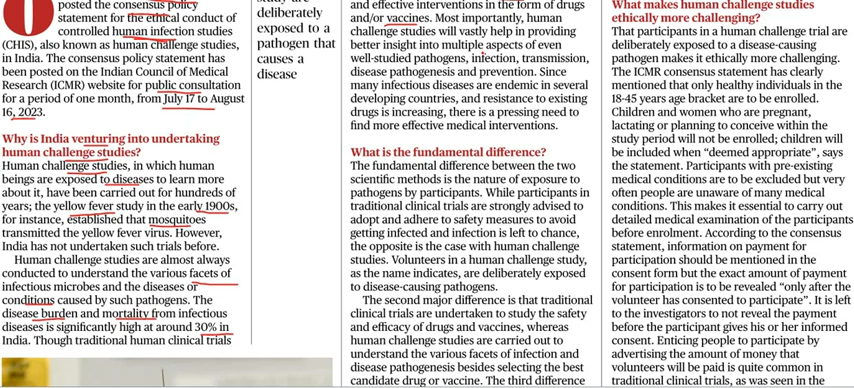 posted the consensus policy
statement for the ethical conduct of
controlled human infection studies
(CHIS), also known as human challenge studies,
in India. The consensus policy statement has
been posted on the Indian Council of Medical
Research (ICMR) website for public consultation
for a period of one month, from July 17 to August
16, 2023.
Why is India venturing into undertaking
human challenge studies?
Human challenge studies, in which human
beings are exposed to diseases to learn more
about it, have been carried out for hundreds of
years; the yellow fever study in the early 1900s,
for instance, established that mosquitoes
transmitted the yellow fever virus. However,
India has not undertaken such trials before.
Human challenge studies are almost always
conducted to understand the various facets of
infectious microbes and the diseases or
conditions caused by such pathogens. The
disease burden and mortality from infectious
diseases is significantly high at around 30% in
India. Though traditional human clinical trials
study are
deliberately
exposed to a
pathogen that
causes a
disease
and effective interventions in the form of drugs
and/or vaccines. Most importantly, human
challenge studies will vastly help in providing
better insight into multiple aspects of even
well-studied pathogens, infection, transmission,
disease pathogenesis and prevention. Since
many infectious diseases are endemic in several
developing countries, and resistance to existing
drugs is increasing, there is a pressing need to
find more effective medical interventions.
What is the fundamental difference?
The fundamental difference between the two
scientific methods is the nature of exposure to
pathogens by participants. While participants in
traditional clinical trials are strongly advised to
adopt and adhere to safety measures to avoid
getting infected and infection is left to chance,
the opposite is the case with human challenge
studies. Volunteers in a human challenge study,
as the name indicates, are deliberately exposed
to disease-causing pathogens.
The second major difference is that traditional
clinical trials are undertaken to study the safety
and efficacy of drugs and vaccines, whereas
human challenge studies are carried out to
understand the various facets of infection and
disease pathogenesis besides selecting the best
candidate drug or vaccine. The third difference
What makes human challenge studies
ethically more challenging?
That participants in a human challenge trial are
deliberately exposed to a disease-causing
pathogen makes it ethically more challenging.
The ICMR consensus statement has clearly
mentioned that only healthy individuals in the
18-45 years age bracket are to be enrolled.
Children and women who are pregnant,
lactating or planning to conceive within the
study period will not be enrolled; children will
be included when “deemed appropriate”, says
the statement. Participants with pre-existing
medical conditions are to be excluded but very
often people are unaware of many medical
conditions. This makes it essential to carry out
detailed medical examination of the participants
before enrolment. According to the consensus
statement, information on payment for
participation should be mentioned in the
consent form but the exact amount of payment
for participation is to be revealed “only after the
volunteer has consented to participate”. It is left
to the investigators to not reveal the payment
before the participant gives his or her informed
consent. Enticing people to participate by
advertising the amount of money that
volunteers will be paid is quite common in
traditional clinical trials, as was seen in the